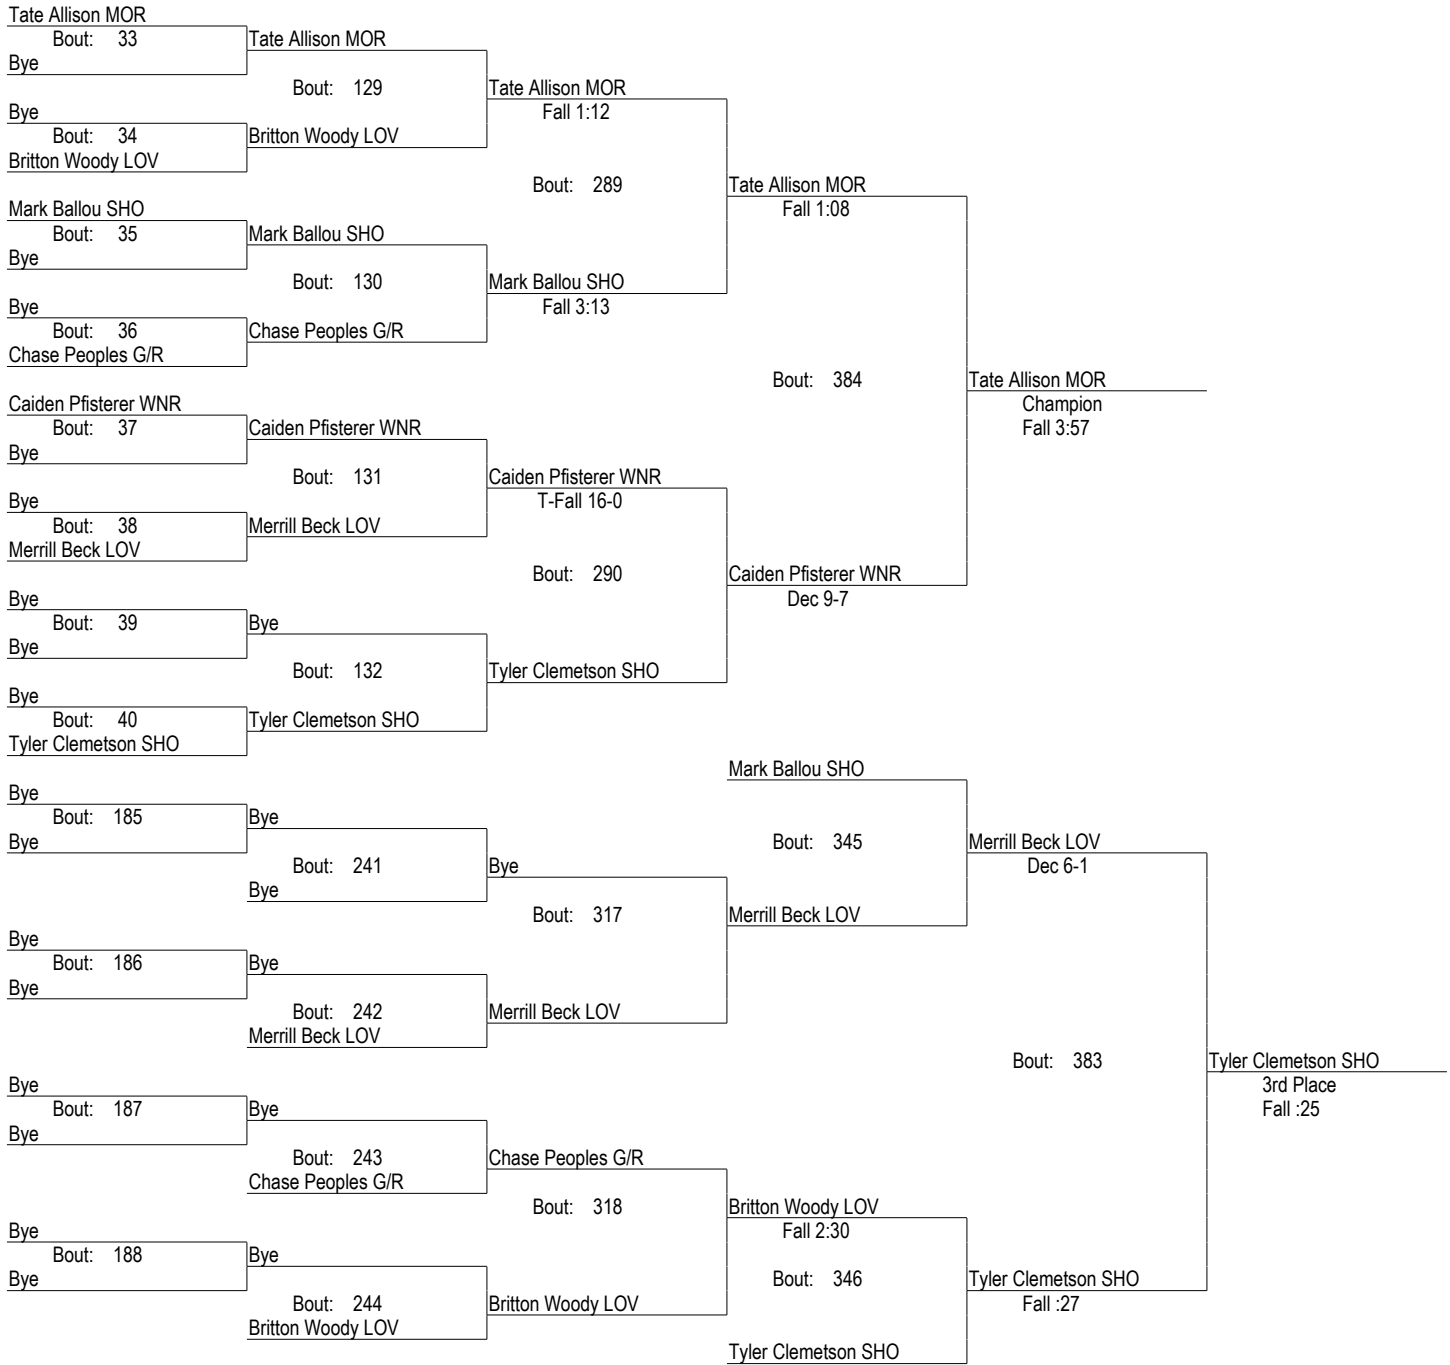 Tate Allison MOR
Bout: 33 Tate Allison MOR
Bye
Bout: 129 Tate Allison MOR
Bye Fall 1:12
Bout: 34 Britton Woody LOV
Britton Woody LOV
Bout: 289 Tate Allison MOR
Mark Ballou SHO Fall 1:08
Bout: 35 Mark Ballou SHO
Bye
Bout: 130 Mark Ballou SHO
Bye Fall 3:13
Bout: 36 Chase Peoples G/R
Chase Peoples G/R
Bout: 384 Tate Allison MOR
Caiden Pfisterer WNR Champion
Bout: 37 Caiden Pfisterer WNR Fall 3:57
Bye
Bout: 131 Caiden Pfisterer WNR
Bye T-Fall 16-0
Bout: 38 Merrill Beck LOV
Merrill Beck LOV
Bout: 290 Caiden Pfisterer WNR
Bye Dec 9-7
Bout: 39 Bye
Bye
Bout: 132 Tyler Clemetson SHO
Bye
Bout: 40 Tyler Clemetson SHO
Tyler Clemetson SHO
Mark Ballou SHO
Bye
Bout: 185 Bye
Bye Bout: 345 Merrill Beck LOV
Bout: 241 Bye Dec 6-1
Bye
Bout: 317 Merrill Beck LOV
Bye
Bout: 186 Bye
Bye
Bout: 242 Merrill Beck LOV
Merrill Beck LOV
Bout: 383 Tyler Clemetson SHO
Bye 3rd Place
Bout: 187 Bye Fall :25
Bye
Bout: 243 Chase Peoples G/R
Chase Peoples G/R
Bout: 318 Britton Woody LOV
Bye Fall 2:30
Bout: 188 Bye
Bye Bout: 346 Tyler Clemetson SHO
Bout: 244 Britton Woody LOV Fall :27
Britton Woody LOV
Tyler Clemetson SHO